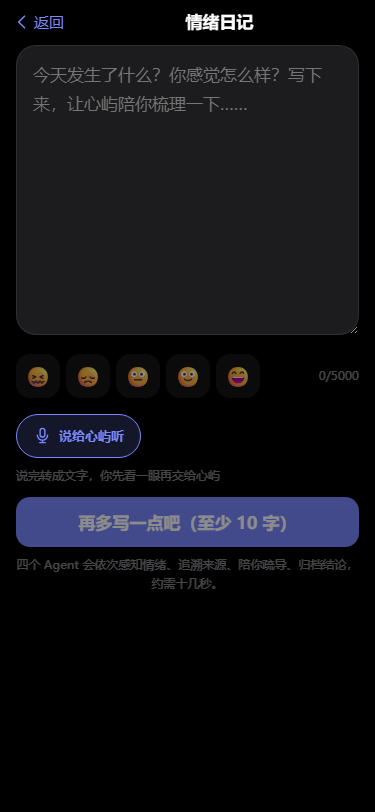 返回
情绪日记
今天发生了什么？你感觉怎么样？写下
来，让心屿陪你梳理一下……
0/5000
说给心屿听
说完转成文字，你先看一眼再交给心屿
再多写一点吧（至少 10 字）
四个 Agent 会依次感知情绪、追溯来源、陪你疏导、归档结论，
约需十几秒。